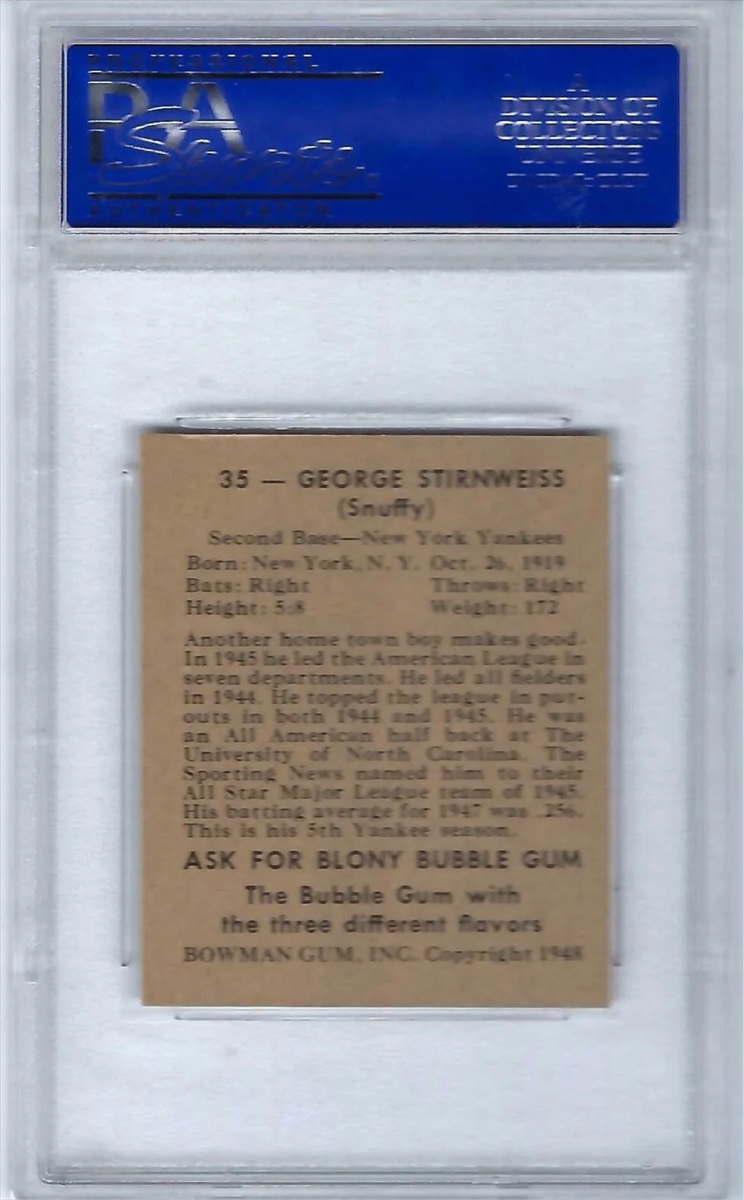 PROFESSIONAL
PSA
Sports
AUTHENTICATOR
A
DIVISION OF
COLLECTORS
UNIVERSE
35 — GEORGE STIRNWEISS
(Snuffy)
Second Base—New York Yankees
Born: New York, N. Y. Oct. 26, 1919
Bats: Right Throws: Right
Height: 5:8 Weight: 172
Another home town boy makes good.
In 1945 he led the American League in
seven departments. He led all fielders
in 1944. He topped the league in put-
outs in both 1944 and 1945. He was
an All American half back at The
University of North Carolina. The
Sporting News named him to their
All Star Major League team of 1945.
His batting average for 1947 was .256.
This is his 5th Yankee season.
ASK FOR BLONY BUBBLE GUM
The Bubble Gum with
the three different flavors
BOWMAN GUM, INC. Copyright 1948